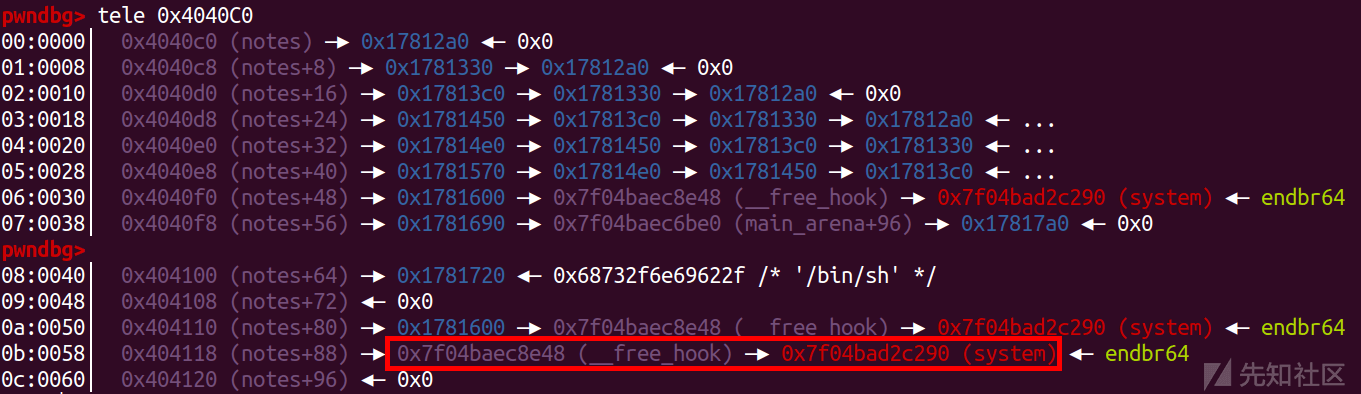 pwndbg> tele 0x4040C0
00:0000│ 0x4040c0 (notes) —▸ 0x17812a0 ◂— 0x0
01:0008│ 0x4040c8 (notes+8) —▸ 0x1781330 —▸ 0x17812a0 ◂— 0x0
02:0010│ 0x4040d0 (notes+16) —▸ 0x17813c0 —▸ 0x1781330 —▸ 0x17812a0 ◂— 0x0
03:0018│ 0x4040d8 (notes+24) —▸ 0x1781450 —▸ 0x17813c0 —▸ 0x1781330 —▸ 0x17812a0 ◂— ...
04:0020│ 0x4040e0 (notes+32) —▸ 0x17814e0 —▸ 0x1781450 —▸ 0x17813c0 —▸ 0x1781330 ◂— ...
05:0028│ 0x4040e8 (notes+40) —▸ 0x1781570 —▸ 0x17814e0 —▸ 0x1781450 —▸ 0x17813c0 ◂— ...
06:0030│ 0x4040f0 (notes+48) —▸ 0x1781600 —▸ 0x7f04baec8e48 (__free_hook) —▸ 0x7f04bad2c290 (system) ◂— endbr64
07:0038│ 0x4040f8 (notes+56) —▸ 0x1781690 —▸ 0x7f04baec6be0 (main_arena+96) —▸ 0x17817a0 ◂— 0x0
pwndbg>
08:0040│ 0x404100 (notes+64) —▸ 0x1781720 ◂— 0x68732f6e69622f /* '/bin/sh' */
09:0048│ 0x404108 (notes+72) ◂— 0x0
0a:0050│ 0x404110 (notes+80) —▸ 0x1781600 —▸ 0x7f04baec8e48 (__free_hook) —▸ 0x7f04bad2c290 (system) ◂— endbr64
0b:0058│ 0x404118 (notes+88) —▸ 0x7f04baec8e48 (__free_hook) —▸ 0x7f04bad2c290 (system) ◂— endbr64
0c:0060│ 0x404120 (notes+96) ◂— 0x0
先知社区